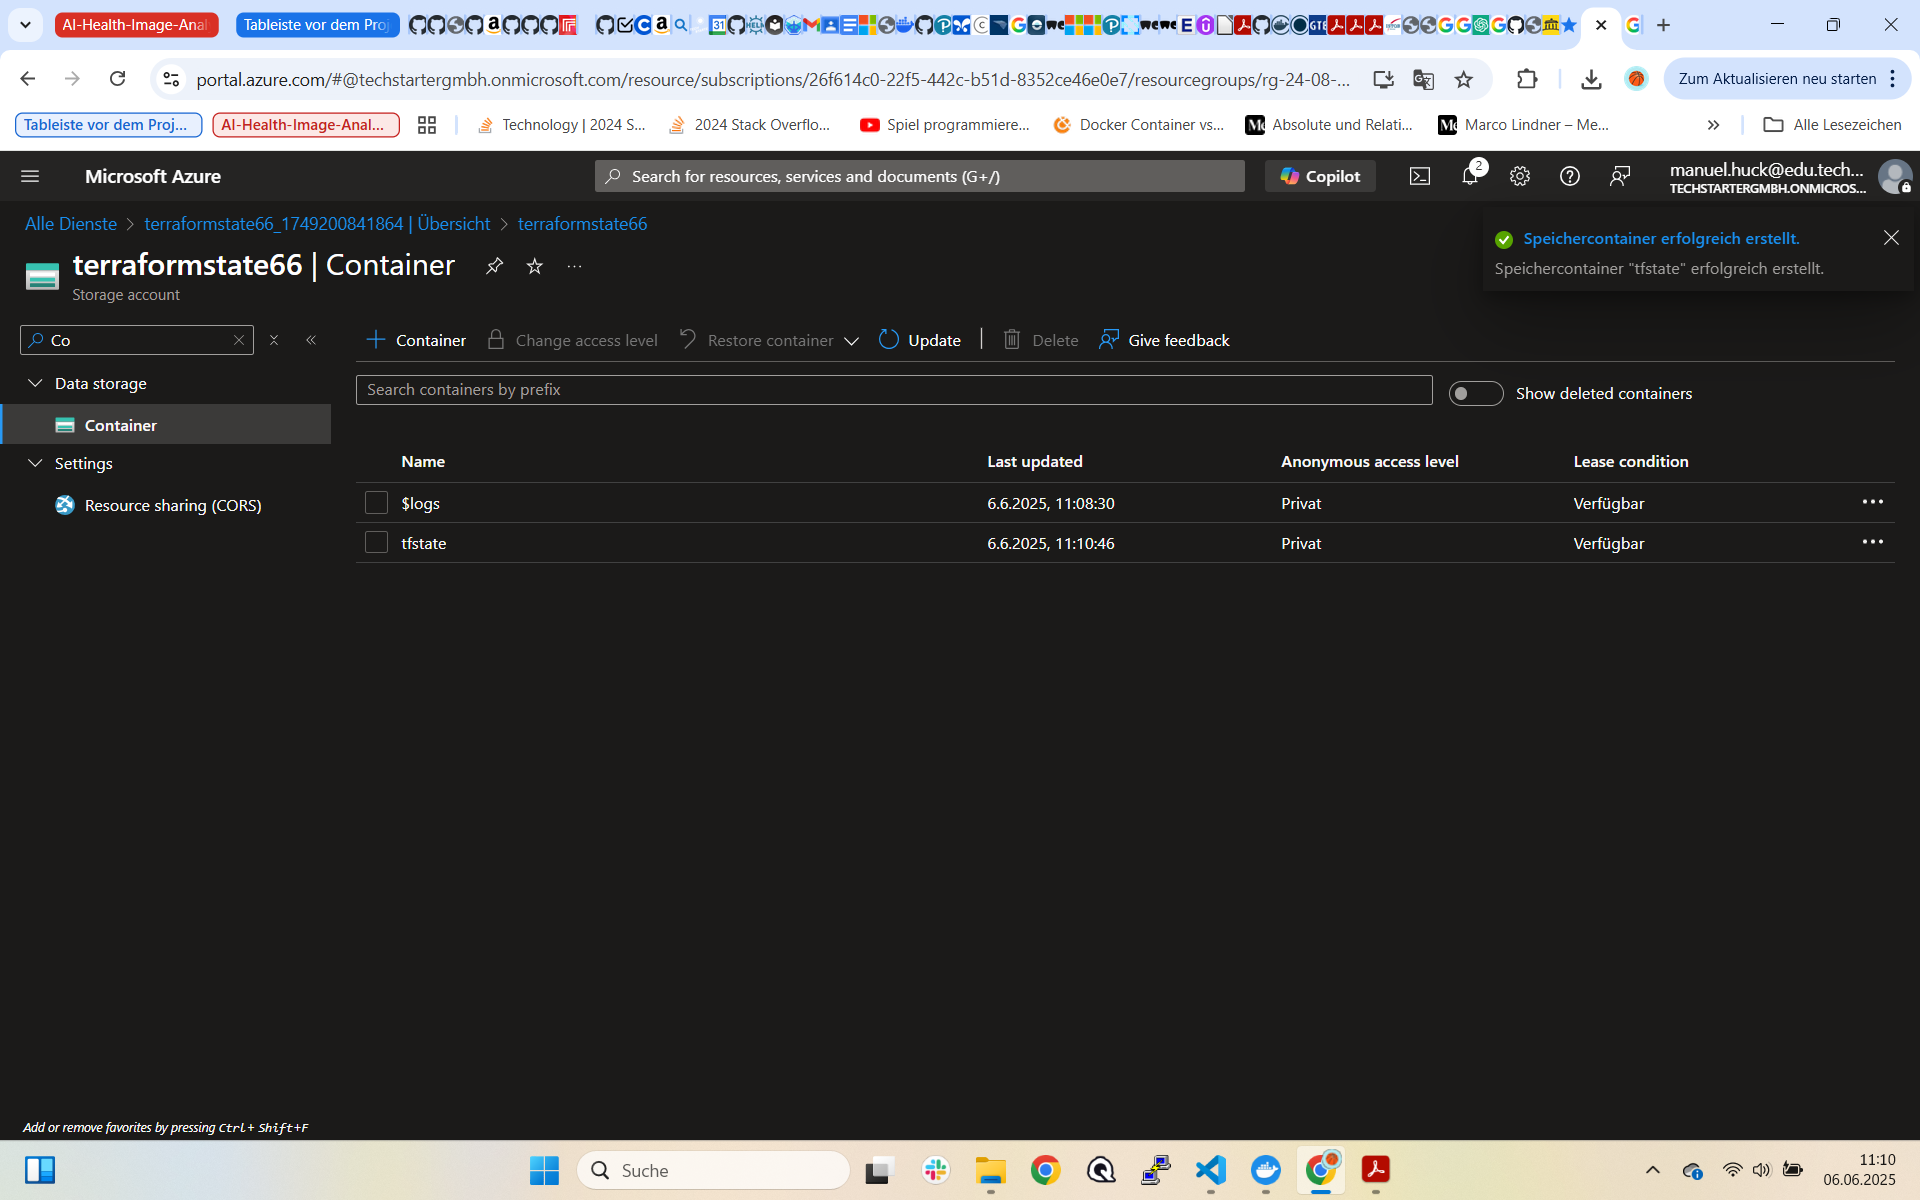 AI-Health-Image-Anal
Tableiste vor dem Pro
portal.azure.com/#@techstartergmbh.onmicrosoft.com/resource/subscriptions/26f614c0-22f5-442c-b51d-8352ce46e0e7/resourcegroups/rg-24-08-...
Zum Aktualisieren neu starten
Tableiste vor dem Proj...
AI-Health-Image-Anal...
Technology | 2024 S...
2024 Stack Overflo...
Spiel programmiere...
Docker Container vs...
Absolute und Relati...
Marco Lindner – Me...
Alle Lesezeichen
Microsoft Azure
Search for resources, services and documents (G+/)
Copilot
2
manuel.huck@edu.tech...
TECHSTARTERGMBH.ONMICROS...
Alle Dienste
terraformstate66_1749200841864 | Übersicht
terraformstate66
Speichercontainer erfolgreich erstellt.
Speichercontainer "tfstate" erfolgreich erstellt.
terraformstate66 | Container
Storage account
Co
Container
Change access level
Restore container
Update
Delete
Give feedback
Data storage
Container
Settings
Resource sharing (CORS)
Search containers by prefix
Show deleted containers
Name Last updated Anonymous access level Lease condition
$logs 6.6.2025, 11:08:30 Privat Verfügbar
tfstate 6.6.2025, 11:10:46 Privat Verfügbar
Add or remove favorites by pressing Ctrl+Shift+F
Suche
11:10
06.06.2025